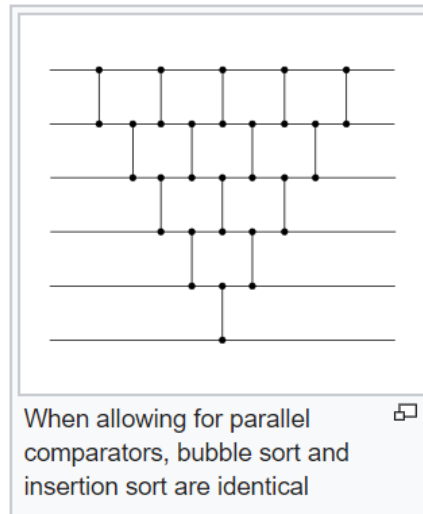 When allowing for parallel
comparators, bubble sort and
insertion sort are identical